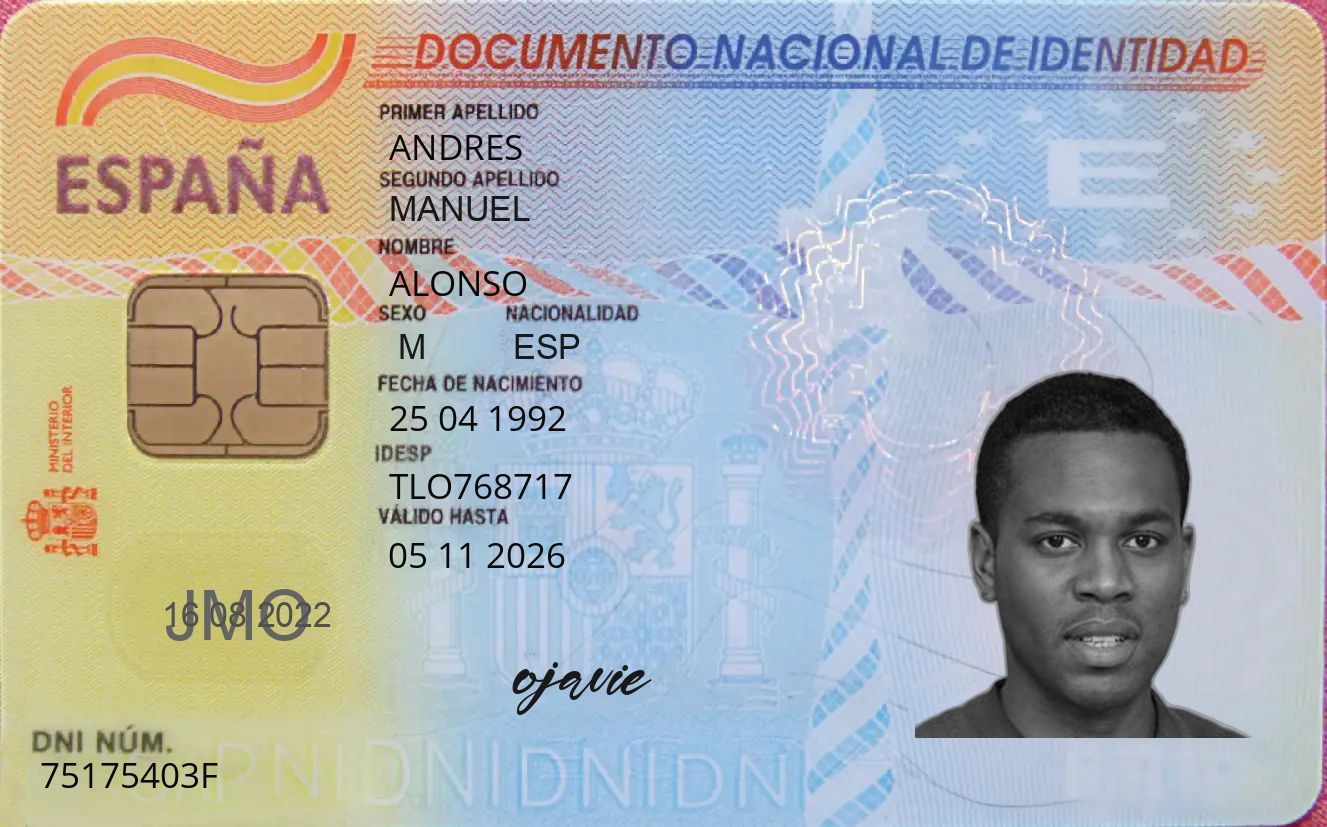 DOCUMENTO NACIONAL DE IDENTIDAD
ESPAÑA
PRIMER APELLIDO
ANDRES
SEGUNDO APELLIDO
MANUEL
NOMBRE
ALONSO
SEXO NACIONALIDAD
M ESP
FECHA DE NACIMIENTO
25 04 1992
IDESP
TLO768717
VÁLIDO HASTA
05 11 2026
MINISTERIO
DEL INTERIOR
E
JMO
16 08 2022
ojavie
DNI NÚM.
75175403F
DNIDNIDNIDNI